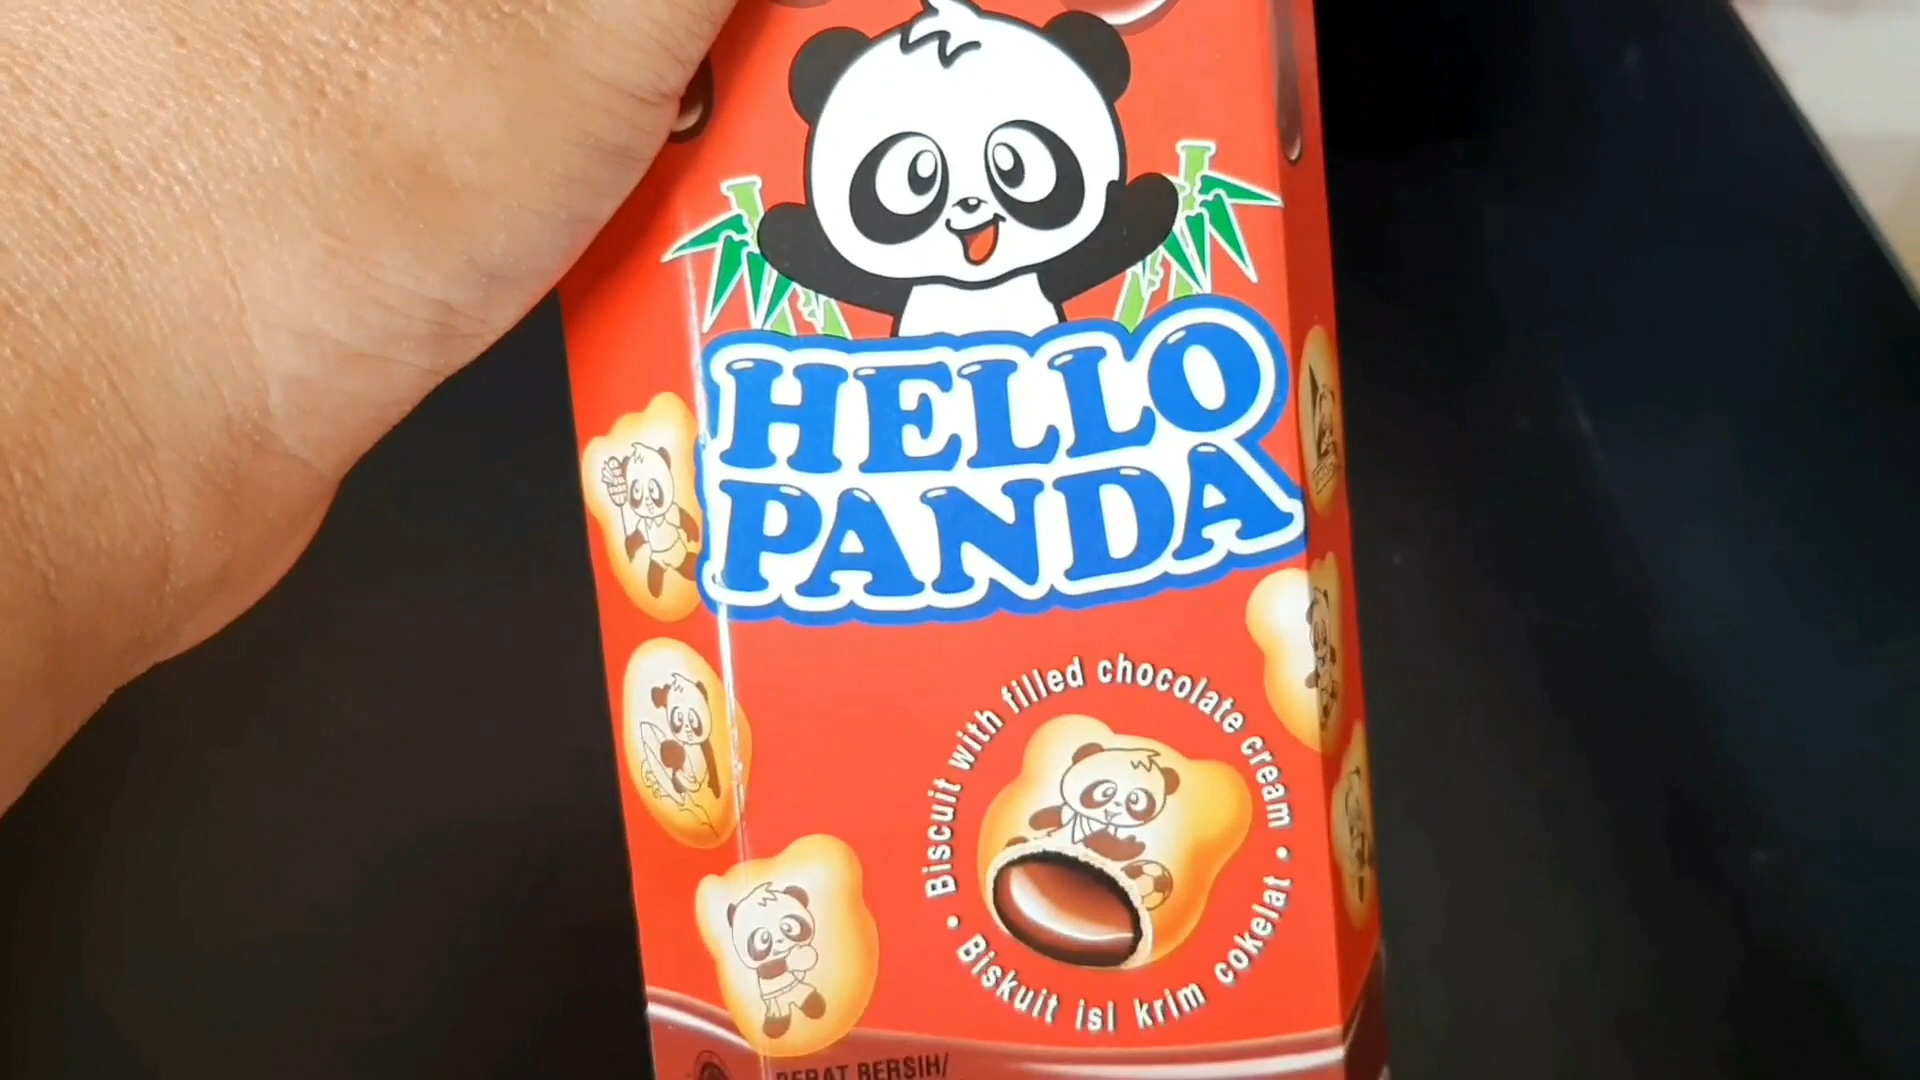 HELLO
PANDA
Biscuit with filled chocolate cream
Biskuit isi krim cokelat
BERAT BERSIH/